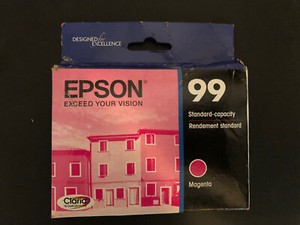 DESIGNED for
EXCELLENCE
EPSON®
EXCEED YOUR VISION
99
Standard-capacity
Rendement standard
Magenta
Claria